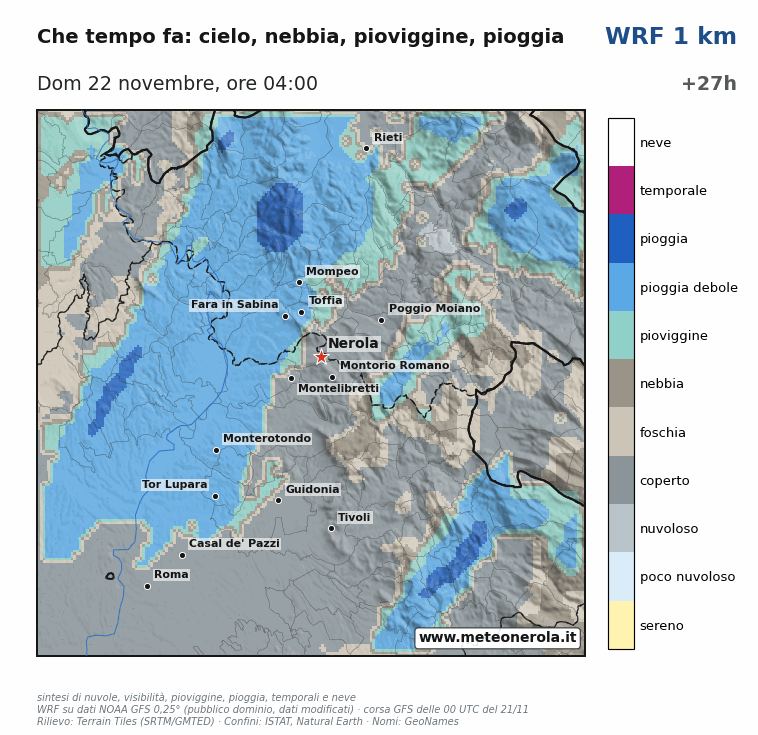 Che tempo fa: cielo, nebbia, pioviggine, pioggia
WRF 1 km
Dom 22 novembre, ore 04:00
+27h
Rieti
Mompeo
Fara in Sabina
Toffia
Poggio Moiano
Nerola
Montorio Romano
Montelibretti
Monterotondo
Tor Lupara
Guidonia
Tivoli
Casal de' Pazzi
Roma
www.meteonerola.it
neve
temporale
pioggia
pioggia debole
pioviggine
nebbia
foschia
coperto
nuvoloso
poco nuvoloso
sereno
sintesi di nuvole, visibilità, pioviggine, pioggia, temporali e neve
WRF su dati NOAA GFS 0,25° (pubblico dominio, dati modificati) · corsa GFS delle 00 UTC del 21/11
Rilievo: Terrain Tiles (SRTM/GMTED) · Confini: ISTAT, Natural Earth · Nomi: GeoNames